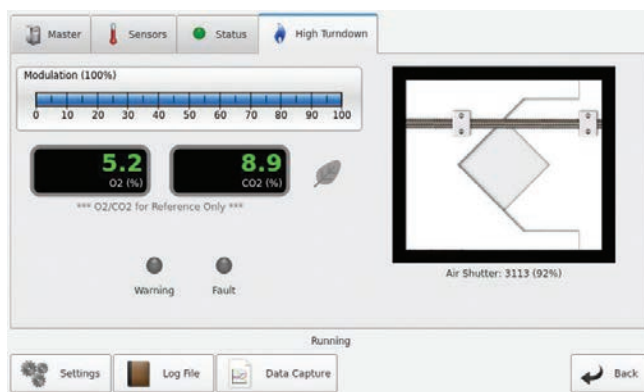 Master Sensors Status High Turndown
Modulation (100%)
0 10 20 30 40 50 60 70 80 90 100
5.2 8.9
O2 (%) CO2 (%)
*** O2/CO2 for Reference Only ***
Air Shutter: 3113 (92%)
Warning Fault
Running
Settings Log File Data Capture Back